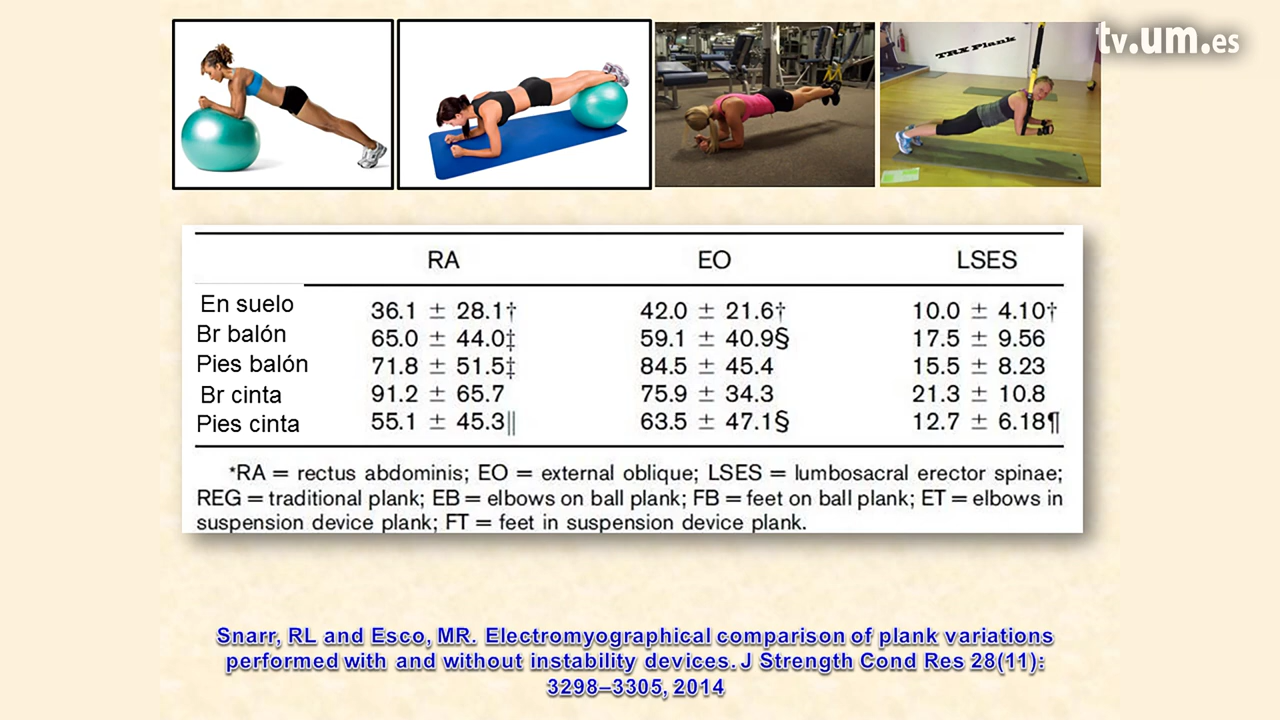 TRX Plank
tv.um.es
RA EO LSES
En suelo 36.1 ± 28.1† 42.0 ± 21.6† 10.0 ± 4.10†
Br balón 65.0 ± 44.0‡ 59.1 ± 40.9§ 17.5 ± 9.56
Pies balón 71.8 ± 51.5‡ 84.5 ± 45.4 15.5 ± 8.23
Br cinta 91.2 ± 65.7 75.9 ± 34.3 21.3 ± 10.8
Pies cinta 55.1 ± 45.3‖ 63.5 ± 47.1§ 12.7 ± 6.18¶
*RA = rectus abdominis; EO = external oblique; LSES = lumbosacral erector spinae;
REG = traditional plank; EB = elbows on ball plank; FB = feet on ball plank; ET = elbows in
suspension device plank; FT = feet in suspension device plank.
Snarr, RL and Esco, MR. Electromyographical comparison of plank variations
performed with and without instability devices. J Strength Cond Res 28(11):
3298–3305, 2014